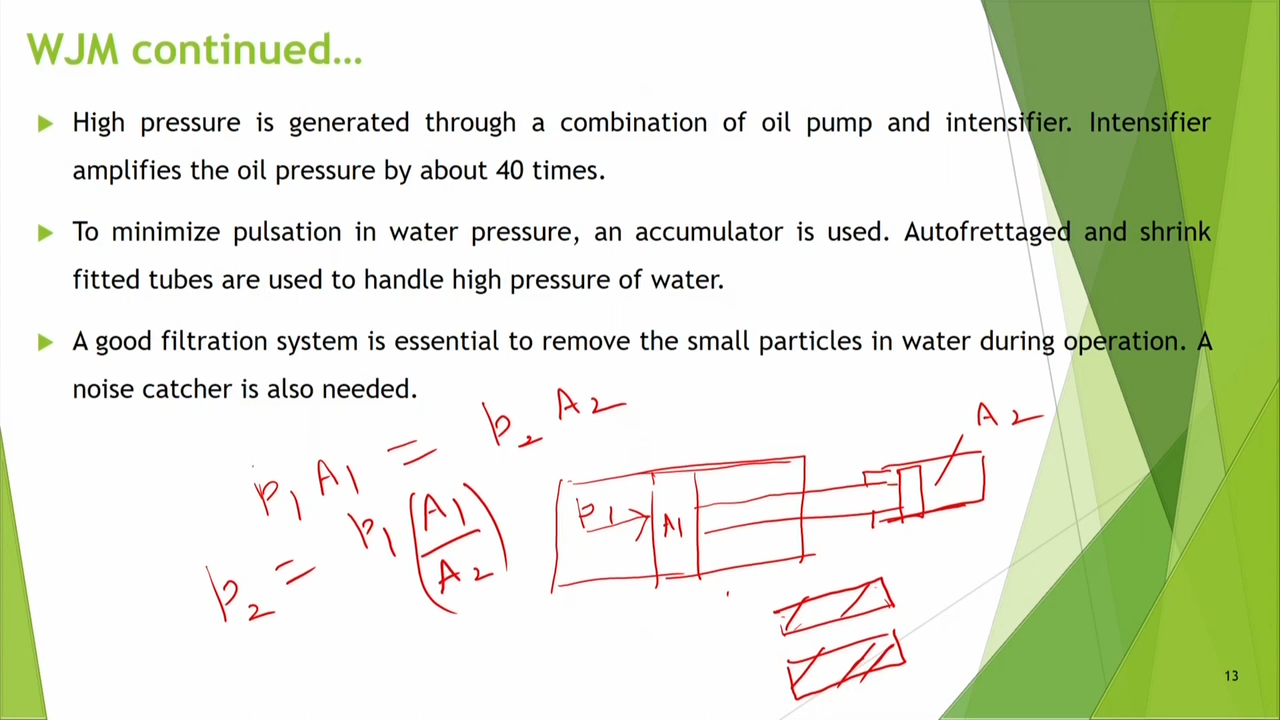 WJM continued…
High pressure is generated through a combination of oil pump and intensifier. Intensifier
amplifies the oil pressure by about 40 times.
To minimize pulsation in water pressure, an accumulator is used. Autofrettaged and shrink
fitted tubes are used to handle high pressure of water.
A good filtration system is essential to remove the small particles in water during operation. A
noise catcher is also needed.
p1 A1 = p2 A2
p2 = p1 (A1/A2)
p1
A1
A2
13